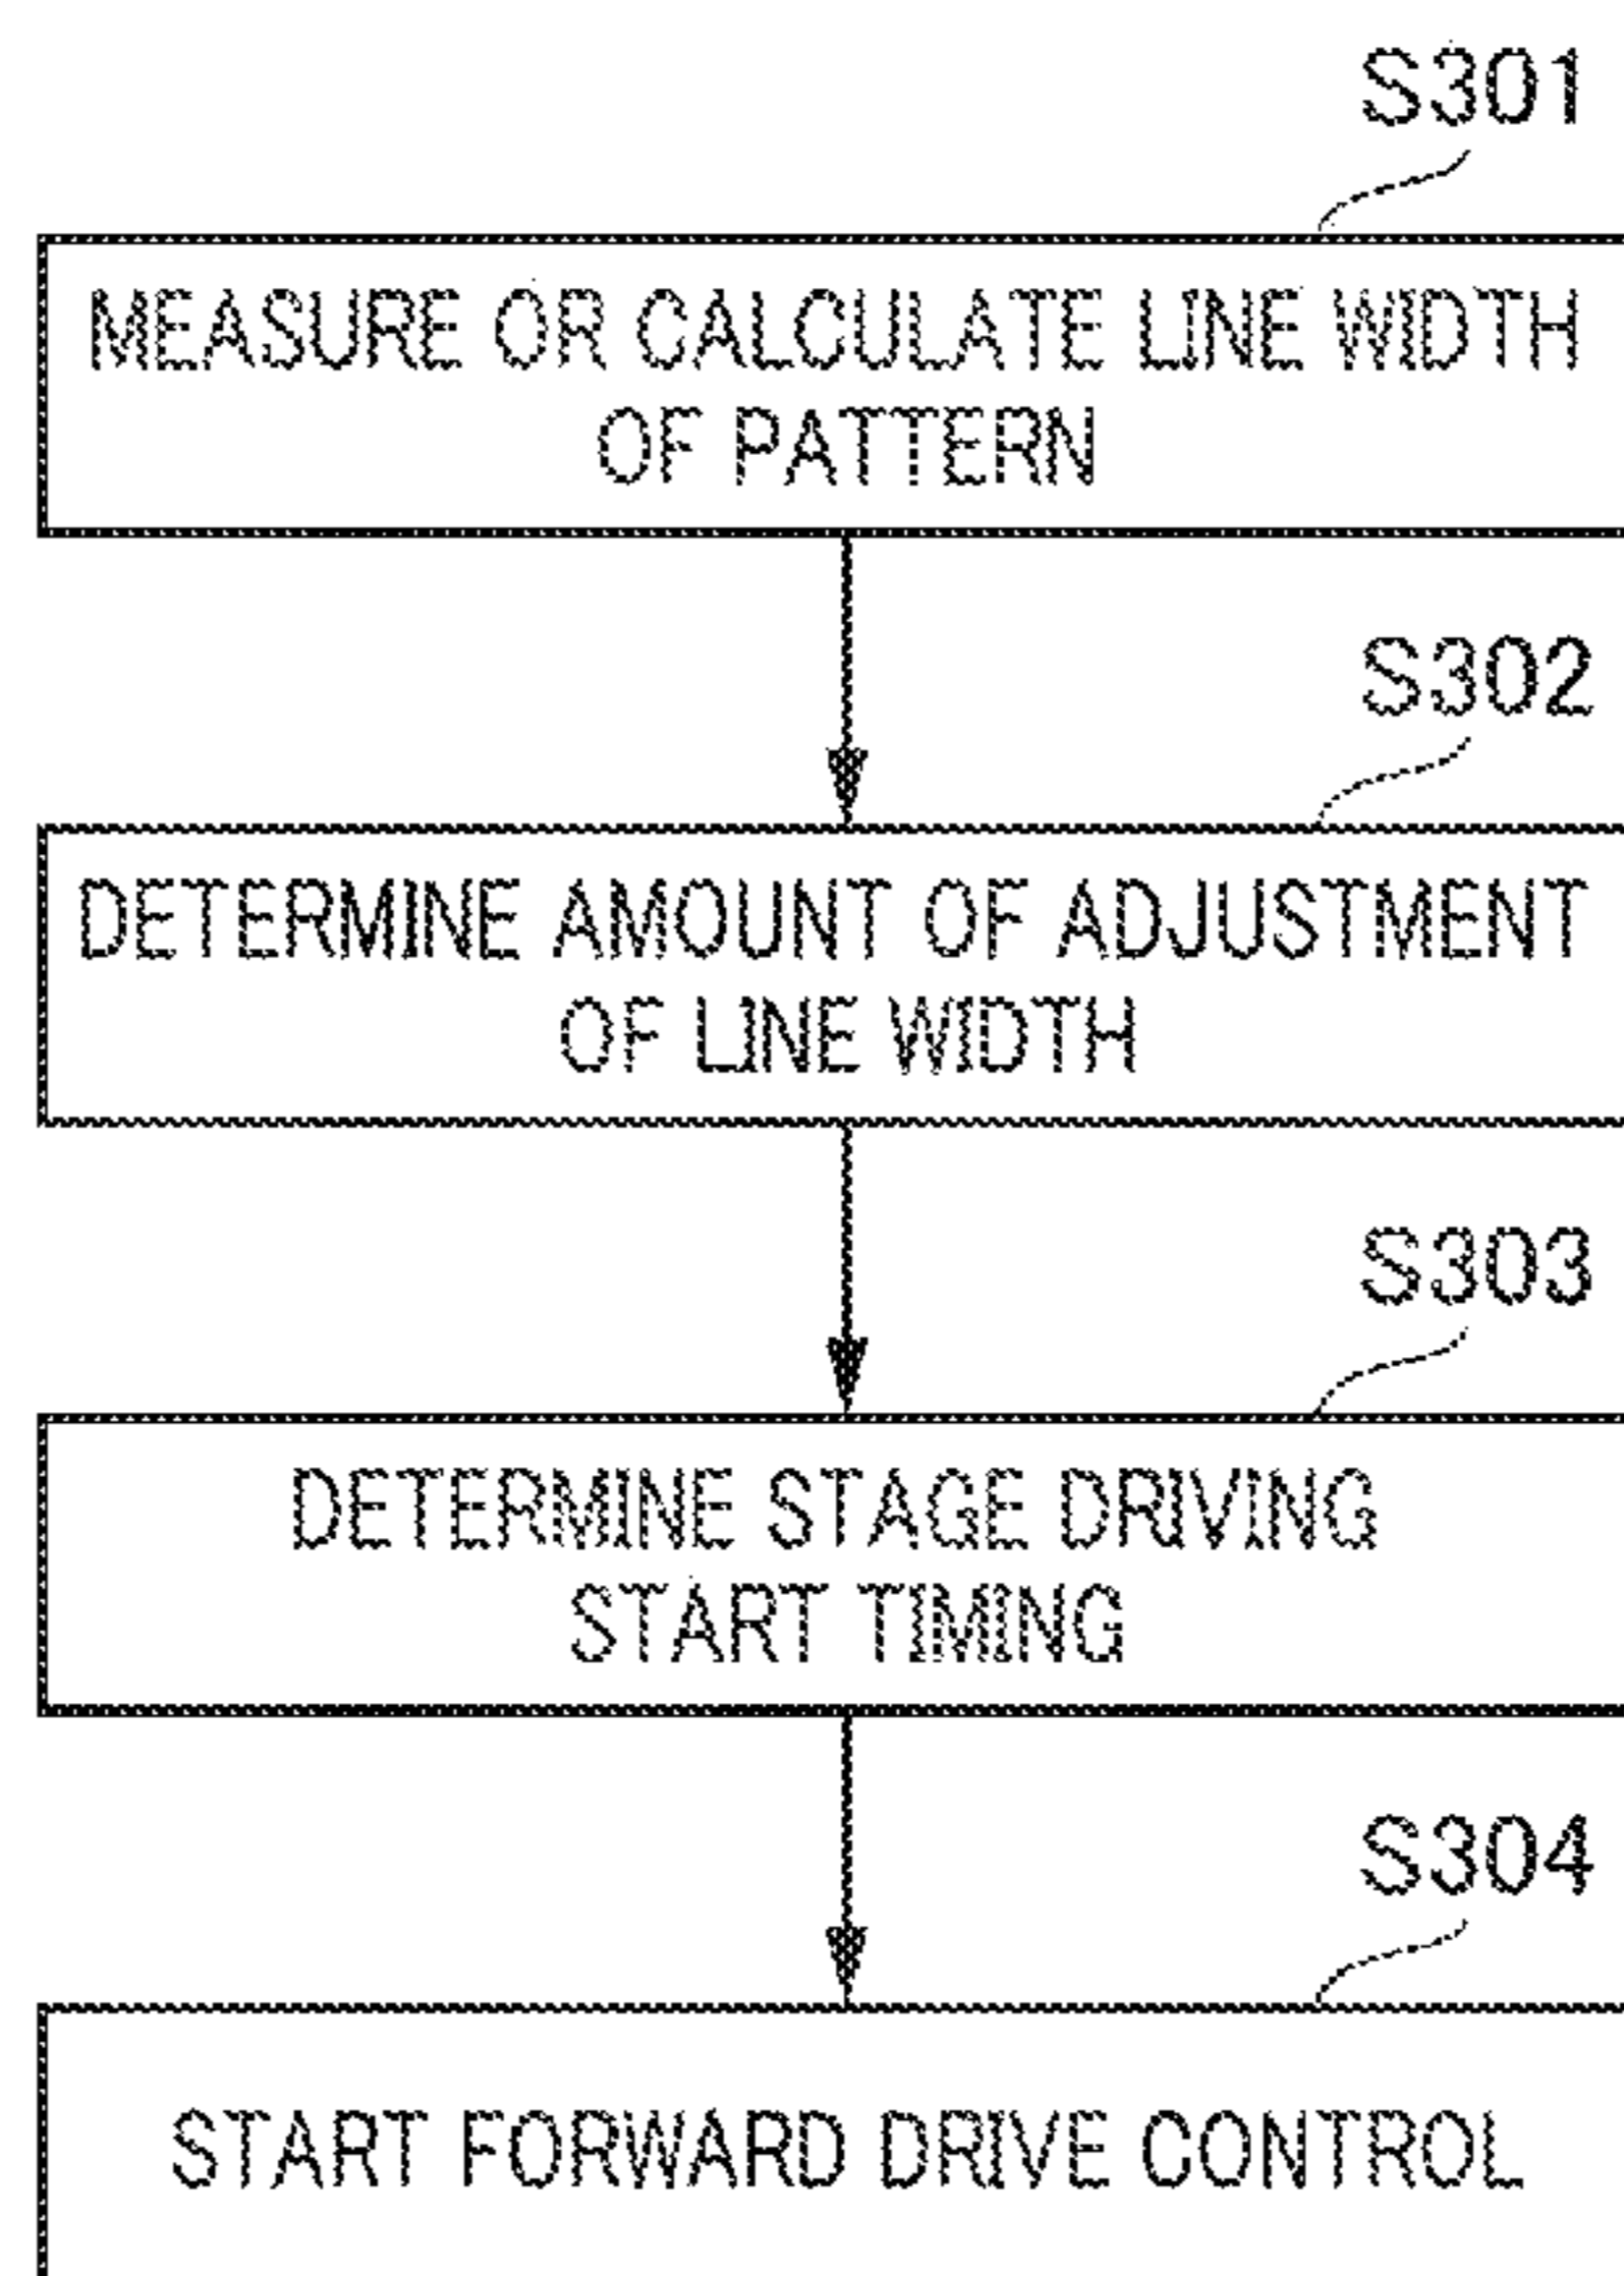 S301
MEASURE OR CALCULATE LINE WIDTH
OF PATTERN
S302
DETERMINE AMOUNT OF ADJUSTMENT
OF LINE WIDTH
S303
DETERMINE STAGE DRIVING
START TIMING
S304
START FORWARD DRIVE CONTROL